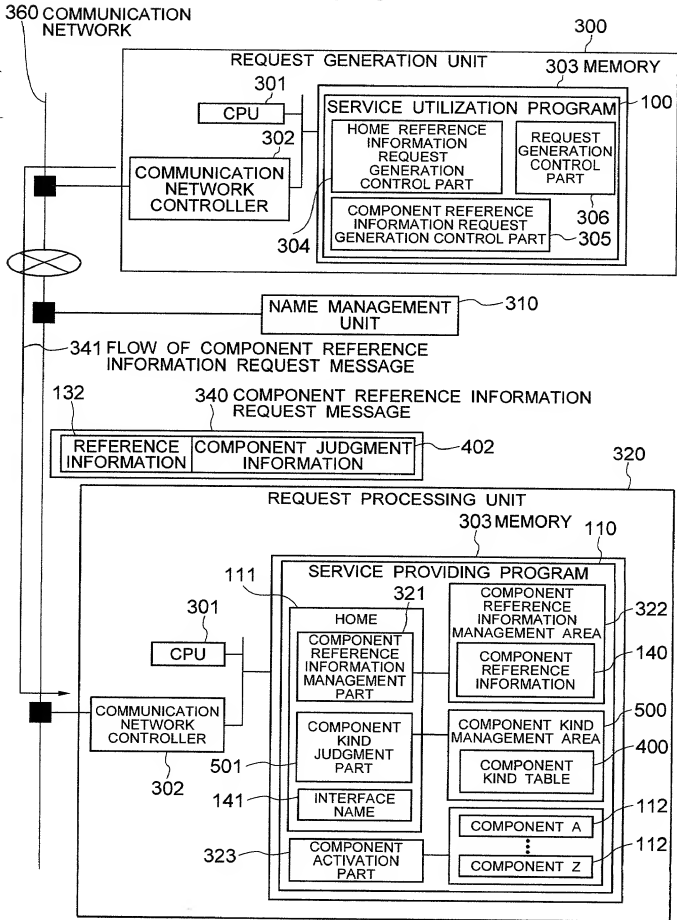 360 COMMUNICATION
NETWORK
300
REQUEST GENERATION UNIT
303 MEMORY
301
CPU
SERVICE UTILIZATION PROGRAM
100
302
COMMUNICATION
NETWORK
CONTROLLER
HOME REFERENCE
INFORMATION
REQUEST
GENERATION
CONTROL PART
REQUEST
GENERATION
CONTROL
PART
306
304
COMPONENT REFERENCE
INFORMATION REQUEST
GENERATION CONTROL PART
305
NAME MANAGEMENT
UNIT
310
341 FLOW OF COMPONENT REFERENCE
INFORMATION REQUEST MESSAGE
132
340 COMPONENT REFERENCE INFORMATION
REQUEST MESSAGE
REFERENCE
INFORMATION
COMPONENT JUDGMENT
INFORMATION
402
320
REQUEST PROCESSING UNIT
303 MEMORY
110
SERVICE PROVIDING PROGRAM
111
321
HOME
301
CPU
COMPONENT
REFERENCE
INFORMATION
MANAGEMENT
PART
COMPONENT
REFERENCE
INFORMATION
MANAGEMENT AREA
322
COMPONENT
REFERENCE
INFORMATION
140
COMMUNICATION
NETWORK
CONTROLLER
302
COMPONENT
KIND
JUDGMENT
PART
501
COMPONENT KIND
MANAGEMENT AREA
500
COMPONENT
KIND TABLE
400
141
INTERFACE
NAME
323
COMPONENT
ACTIVATION
PART
COMPONENT A
112
COMPONENT Z
112